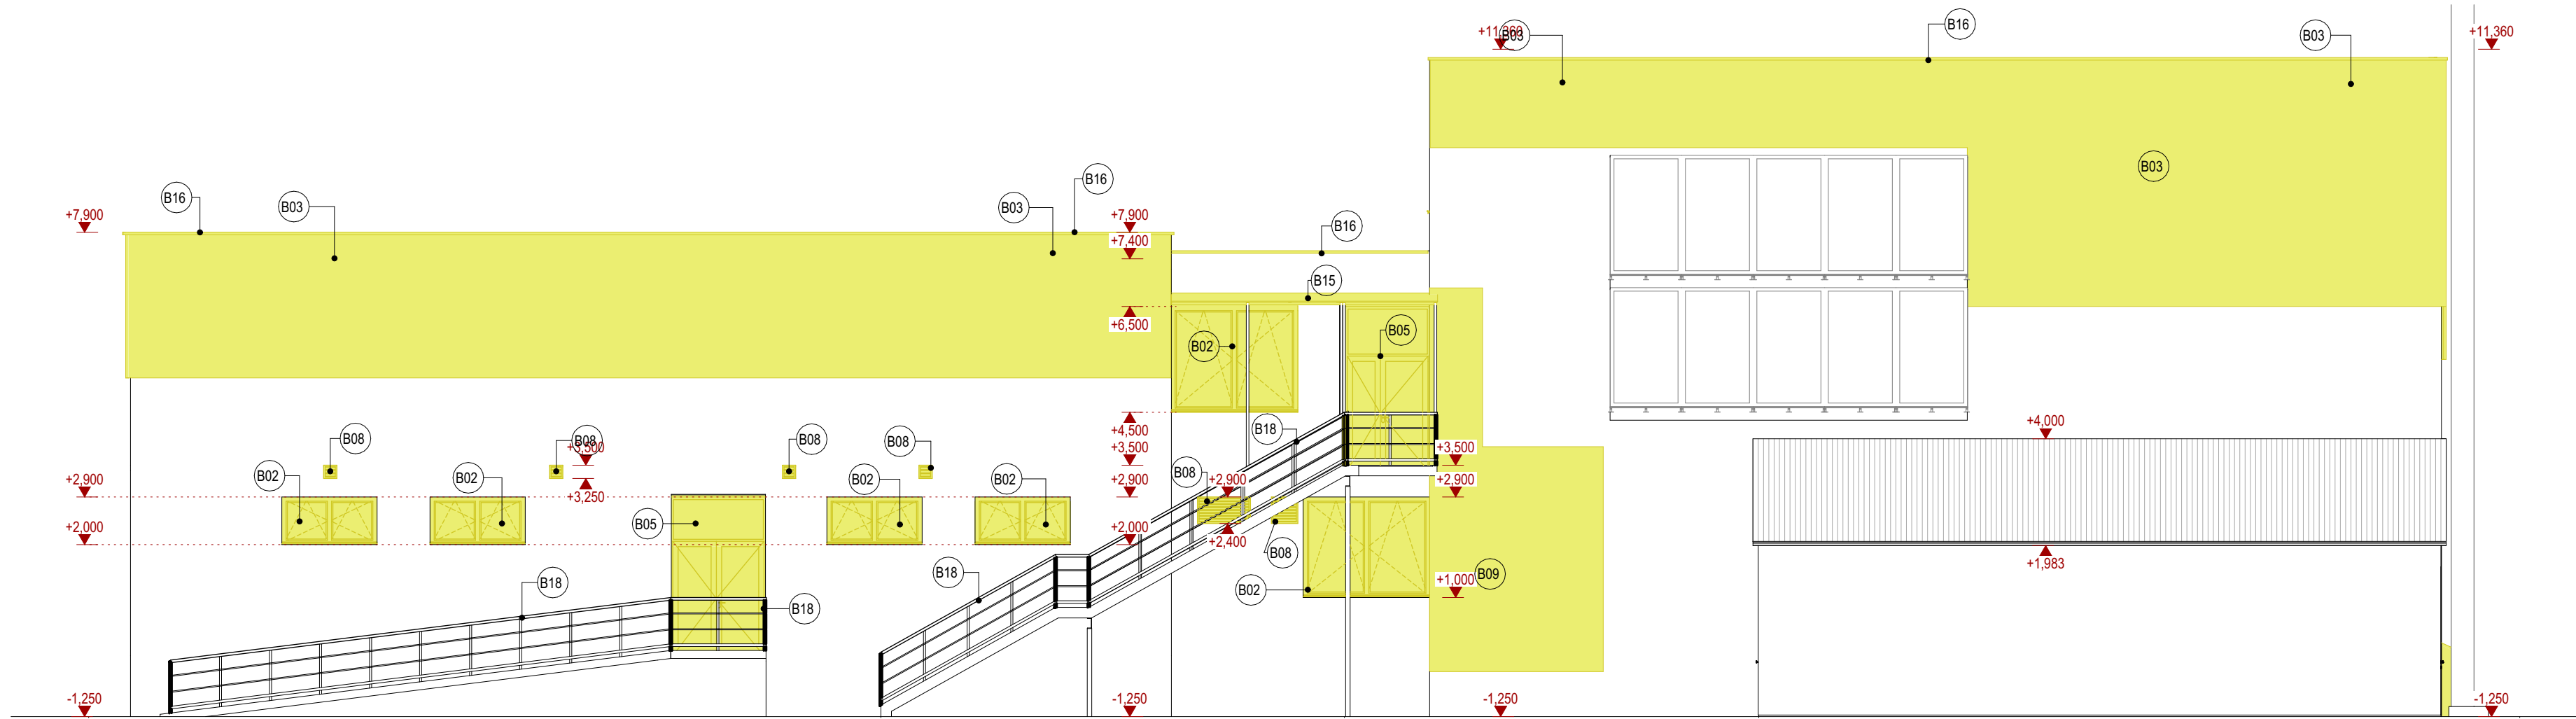 B16
+11,360
B03
B03
+11,360
B03
B16
B16
B03
B03
+7,900
+7,900
+7,400
B16
B15
+6,500
B02
B05
+4,000
+4,500
+3,500
B18
+3,500
B08
B08
+3,500
+3,250
B08
B08
B08
B02
B02
B02
B02
+2,900
+2,900
+2,900
+2,900
B05
+2,000
+2,000
+2,400
B08
+1,983
B18
B18
B18
B02
+1,000
B09
-1,250
-1,250
-1,250
-1,250